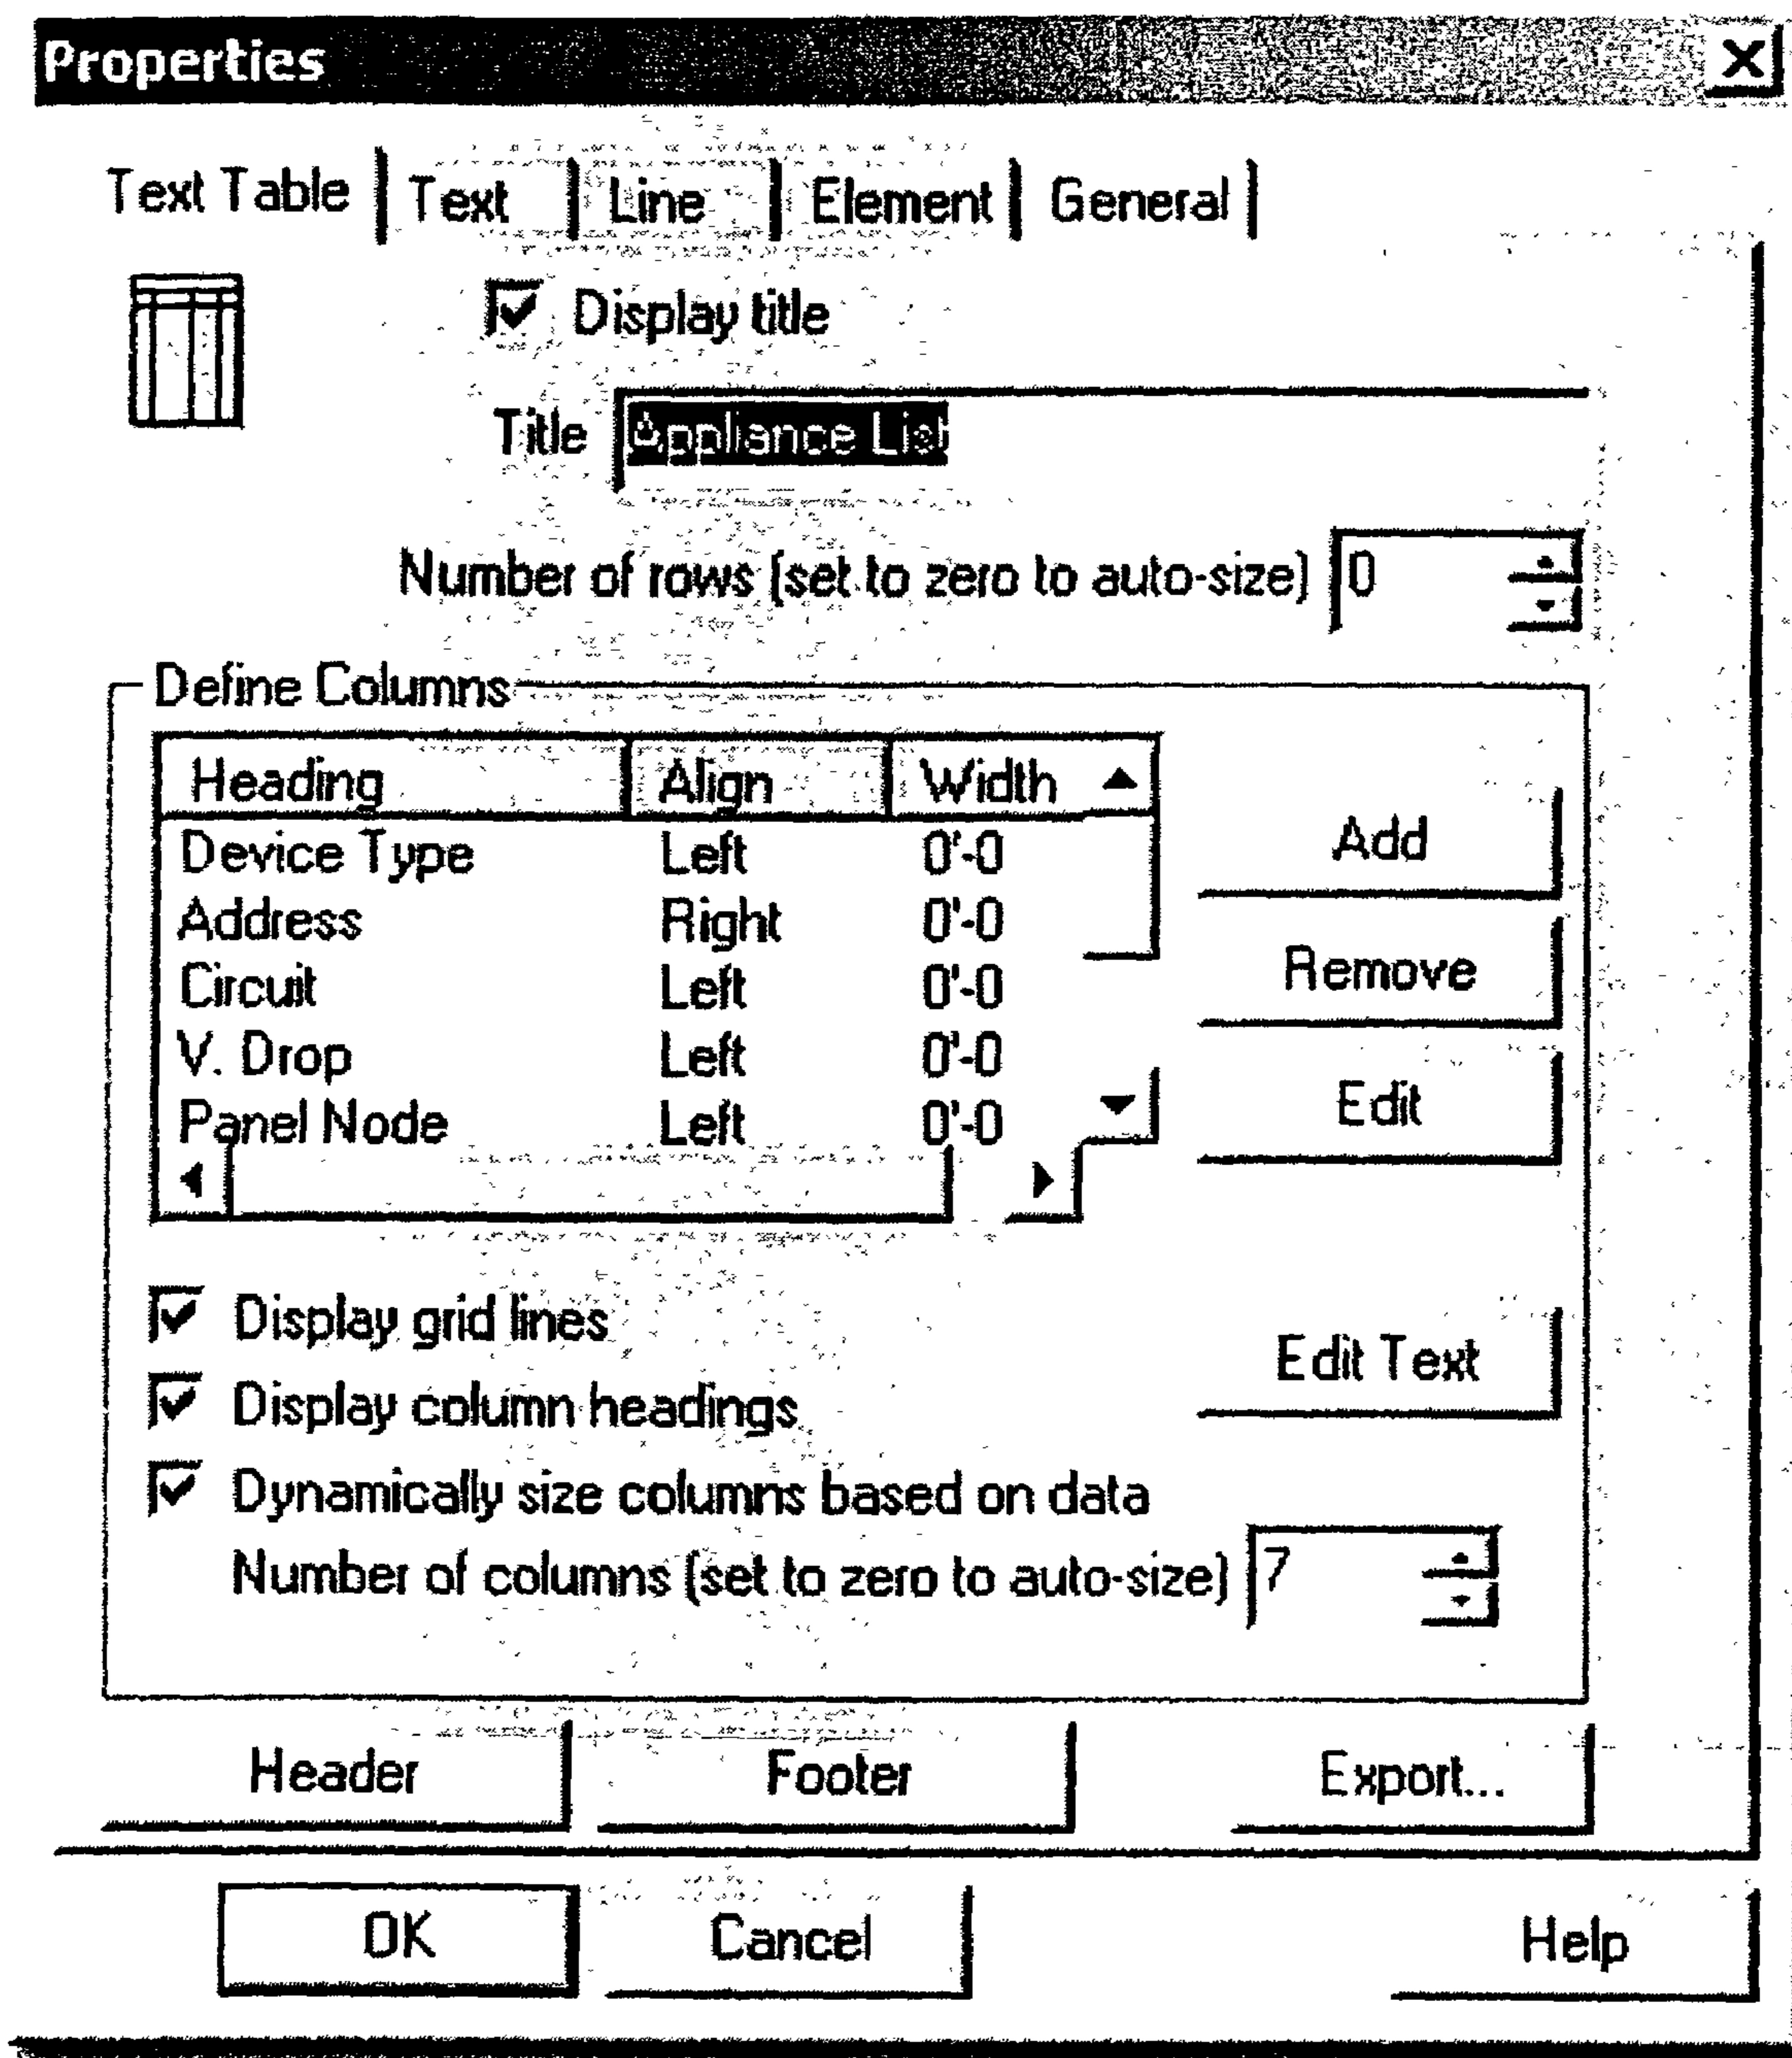 Properties
Text Table Text Line Element General
Display title
Title Appliance List
Number of rows (set to zero to auto-size) 0
Define Columns
Heading Align Width
Device Type Left 0'-0
Address Right 0'-0
Circuit Left 0'-0
V. Drop Left 0'-0
Panel Node Left 0'-0
Add
Remove
Edit
Display grid lines
Edit Text
Display column headings
Dynamically size columns based on data
Number of columns (set to zero to auto-size) 7
Header Footer Export...
OK Cancel Help